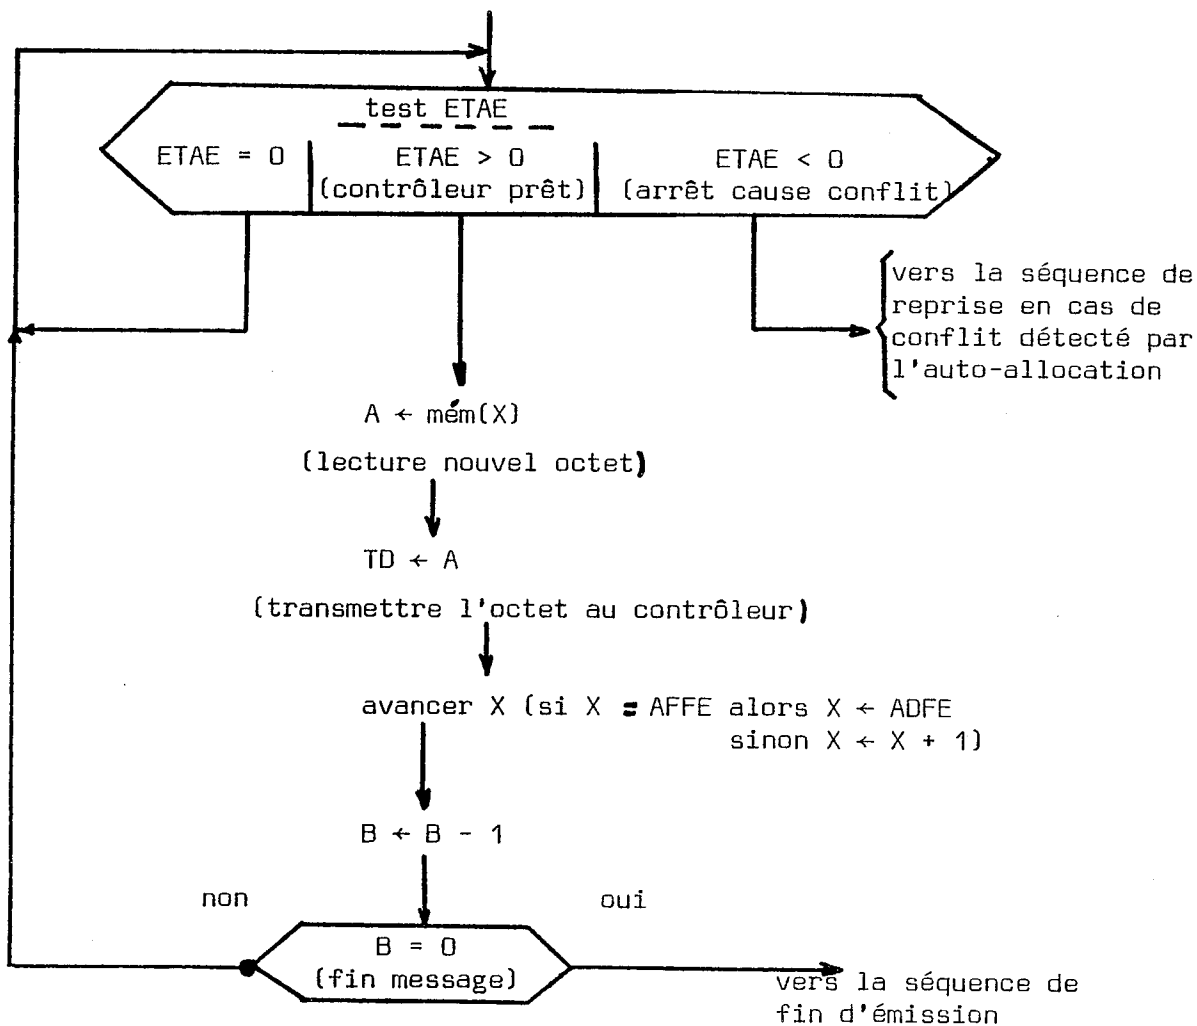 test ETAE
ETAE = 0
ETAE > 0
(contrôleur prêt)
ETAE < 0
(arrêt cause conflit)
vers la séquence de
reprise en cas de
conflit détecté par
l'auto-allocation
A ← mém(X)
(lecture nouvel octet)
TD ← A
(transmettre l'octet au contrôleur)
avancer X (si X = AFFE alors X ← ADFE
sinon X ← X + 1)
B ← B - 1
non
oui
B = 0
(fin message)
vers la séquence de
fin d'émission